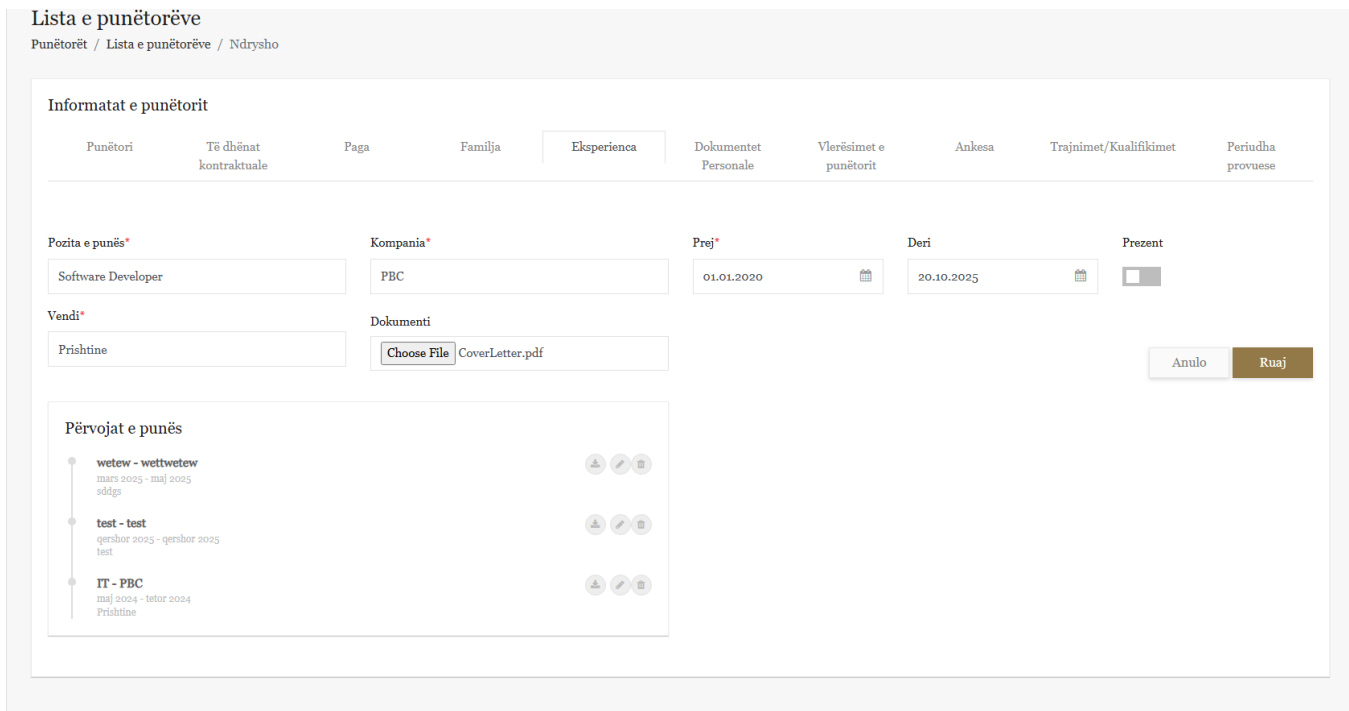 Lista e punëtorëve
Punëtorët / Lista e punëtorëve / Ndrysho
Informatat e punëtorit
Punëtori
Të dhënat kontraktuale
Paga
Familja
Eksperienca
Dokumentet Personale
Vlerësimet e punëtorit
Ankesa
Trajnimet/Kualifikimet
Periudha provuese
Pozita e punës*
Kompania*
Prej*
Deri
Prezent
Software Developer
PBC
01.01.2020
20.10.2025
Vendi*
Dokumenti
Prishtine
Choose File CoverLetter.pdf
Anulo
Ruaj
Përvojat e punës
wetew - wettwetew
mars 2025 - maj 2025
sddgs
test - test
qershor 2025 - qershor 2025
test
IT - PBC
maj 2024 - tetor 2024
Prishtine